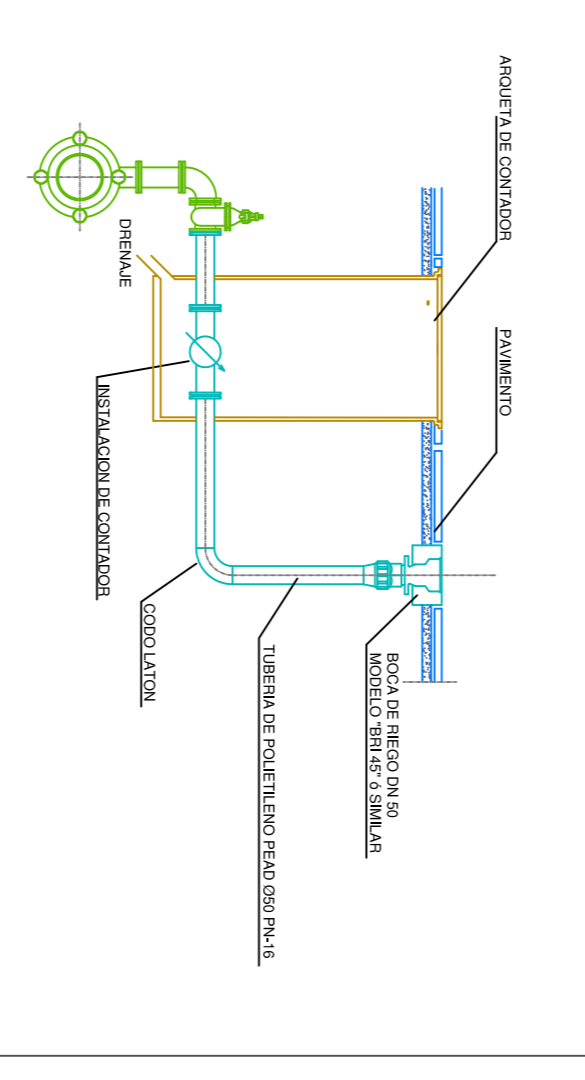 ARQUETA DE CONTADOR
PAVIMENTO
DRENAJE
INSTALACION DE CONTADOR
CODO LATON
TUBERIA DE POLIETILENO PEAD Ø50 PN-16
BOCA DE RIEGO DN 50
MODELO "BRI 45" ó SIMILAR